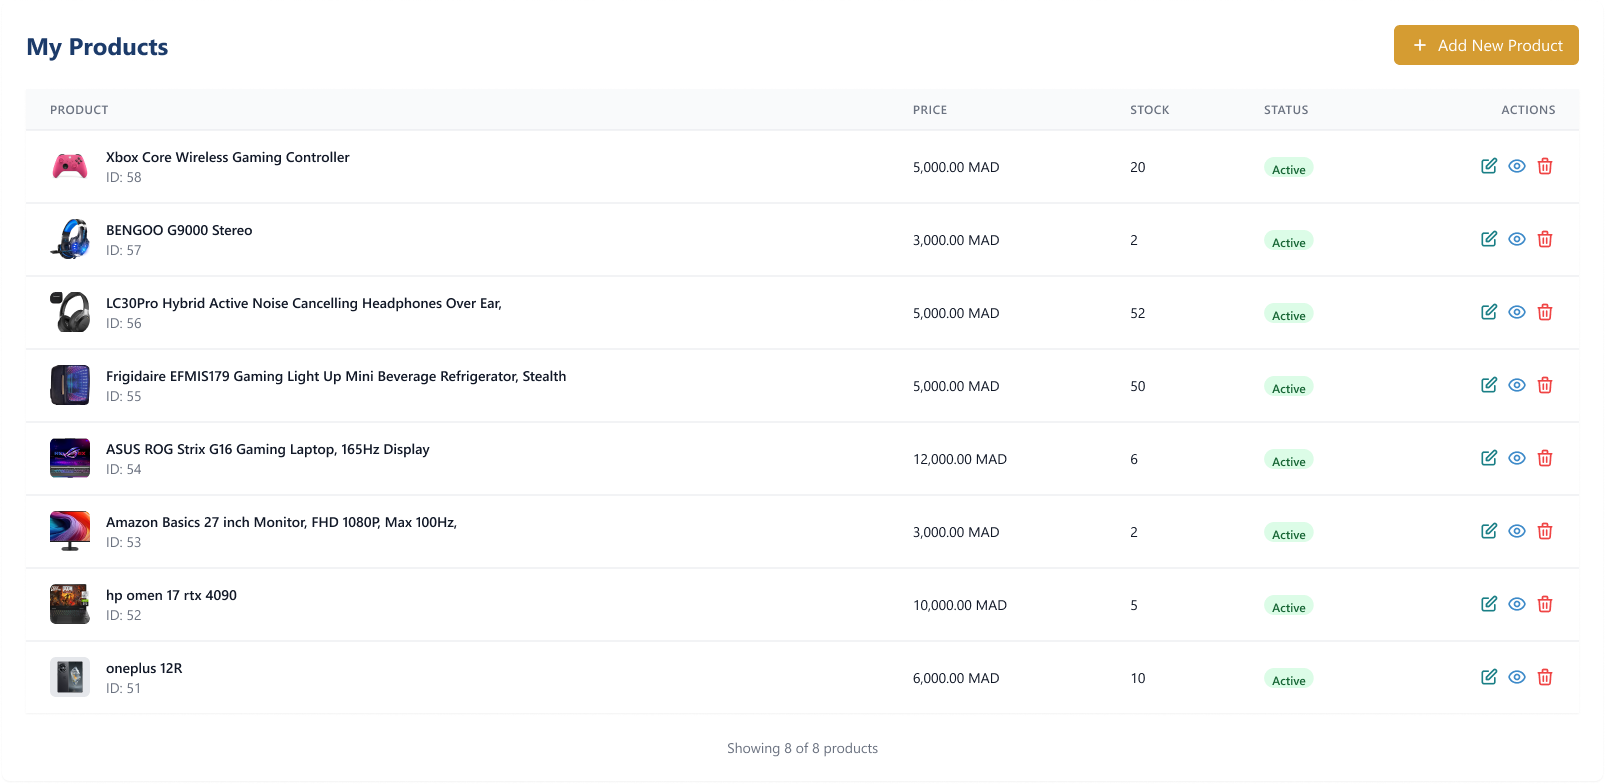 My Products
+ Add New Product
PRODUCT PRICE STOCK STATUS ACTIONS
Xbox Core Wireless Gaming Controller
ID: 58
5,000.00 MAD 20 Active
BENGOO G9000 Stereo
ID: 57
3,000.00 MAD 2 Active
LC30Pro Hybrid Active Noise Cancelling Headphones Over Ear,
ID: 56
5,000.00 MAD 52 Active
Frigidaire EFMIS179 Gaming Light Up Mini Beverage Refrigerator, Stealth
ID: 55
5,000.00 MAD 50 Active
ASUS ROG Strix G16 Gaming Laptop, 165Hz Display
ID: 54
12,000.00 MAD 6 Active
Amazon Basics 27 inch Monitor, FHD 1080P, Max 100Hz,
ID: 53
3,000.00 MAD 2 Active
hp omen 17 rtx 4090
ID: 52
10,000.00 MAD 5 Active
oneplus 12R
ID: 51
6,000.00 MAD 10 Active
Showing 8 of 8 products